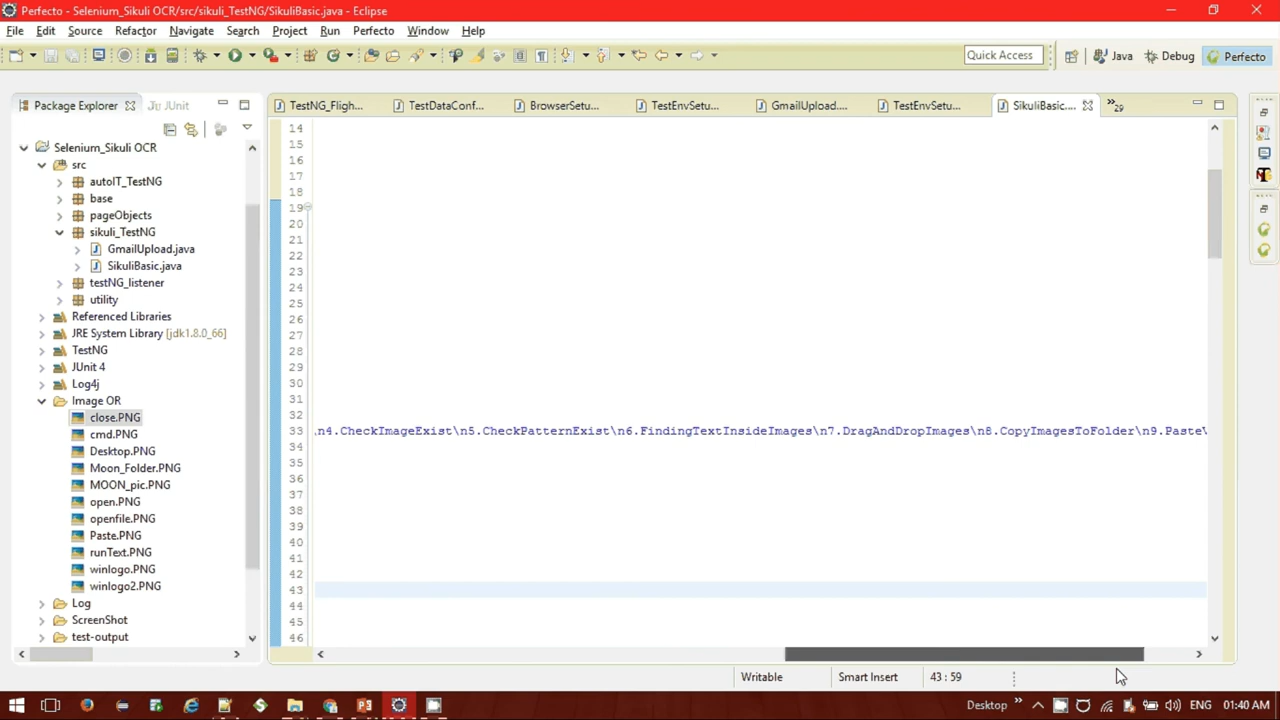 Perfecto - Selenium_Sikuli OCR/src/sikuli_TestNG/SikuliBasic.java - Eclipse
File Edit Source Refactor Navigate Search Project Run Perfecto Window Help
Quick Access
Java
Debug
Perfecto
Package Explorer
JUnit
TestNG_Fligh...
TestDataConf...
BrowserSetu...
TestEnvSetu...
GmailUpload....
TestEnvSetu...
SikuliBasic....
»29
Selenium_Sikuli OCR
src
autoIT_TestNG
base
pageObjects
sikuli_TestNG
GmailUpload.java
SikuliBasic.java
testNG_listener
utility
Referenced Libraries
JRE System Library [jdk1.8.0_66]
TestNG
JUnit 4
Log4j
Image OR
close.PNG
cmd.PNG
Desktop.PNG
Moon_Folder.PNG
MOON_pic.PNG
open.PNG
openfile.PNG
Paste.PNG
runText.PNG
winlogo.PNG
winlogo2.PNG
Log
ScreenShot
test-output
14
15
16
17
18
19
20
21
22
23
24
25
26
27
28
29
30
31
32
33 \n4.CheckImageExist\n5.CheckPatternExist\n6.FindingTextInsideImages\n7.DragAndDropImages\n8.CopyImagesToFolder\n9.Paste
34
35
36
37
38
39
40
41
42
43
44
45
46
Writable
Smart Insert
43 : 59
Desktop
ENG
01:40 AM